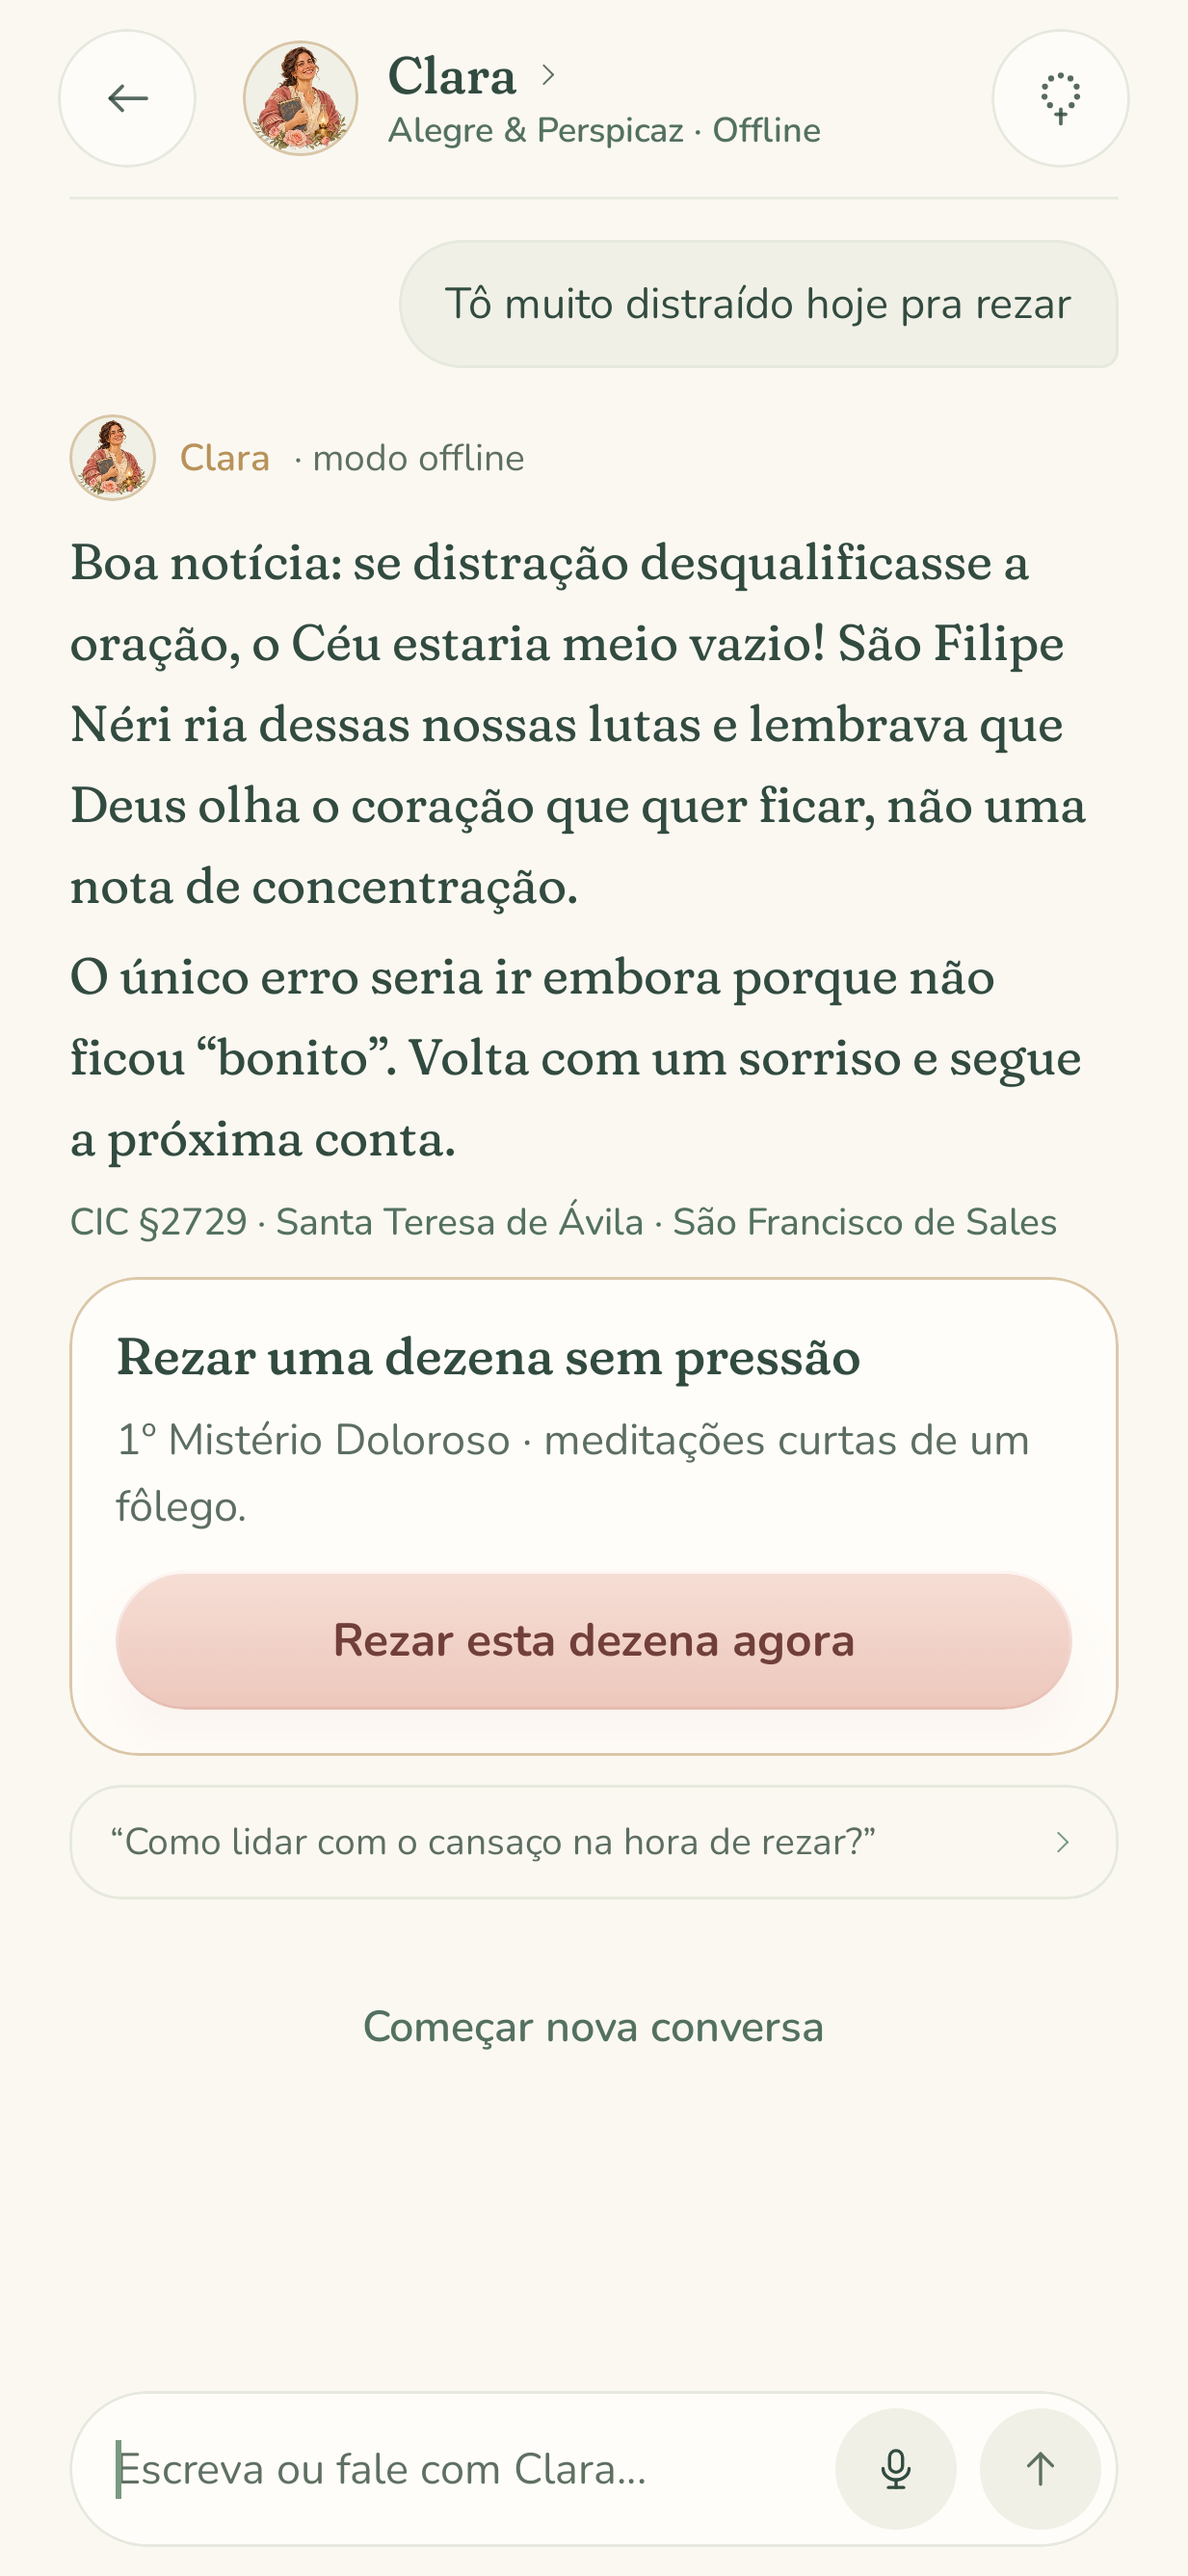 Clara
Alegre & Perspicaz · Offline
Tô muito distraído hoje pra rezar
Clara · modo offline
Boa notícia: se distração desqualificasse a
oração, o Céu estaria meio vazio! São Filipe
Néri ria dessas nossas lutas e lembrava que
Deus olha o coração que quer ficar, não uma
nota de concentração.
O único erro seria ir embora porque não
ficou “bonito”. Volta com um sorriso e segue
a próxima conta.
CIC §2729 · Santa Teresa de Ávila · São Francisco de Sales
Rezar uma dezena sem pressão
1º Mistério Doloroso · meditações curtas de um
fôlego.
Rezar esta dezena agora
“Como lidar com o cansaço na hora de rezar?”
Começar nova conversa
Escreva ou fale com Clara...